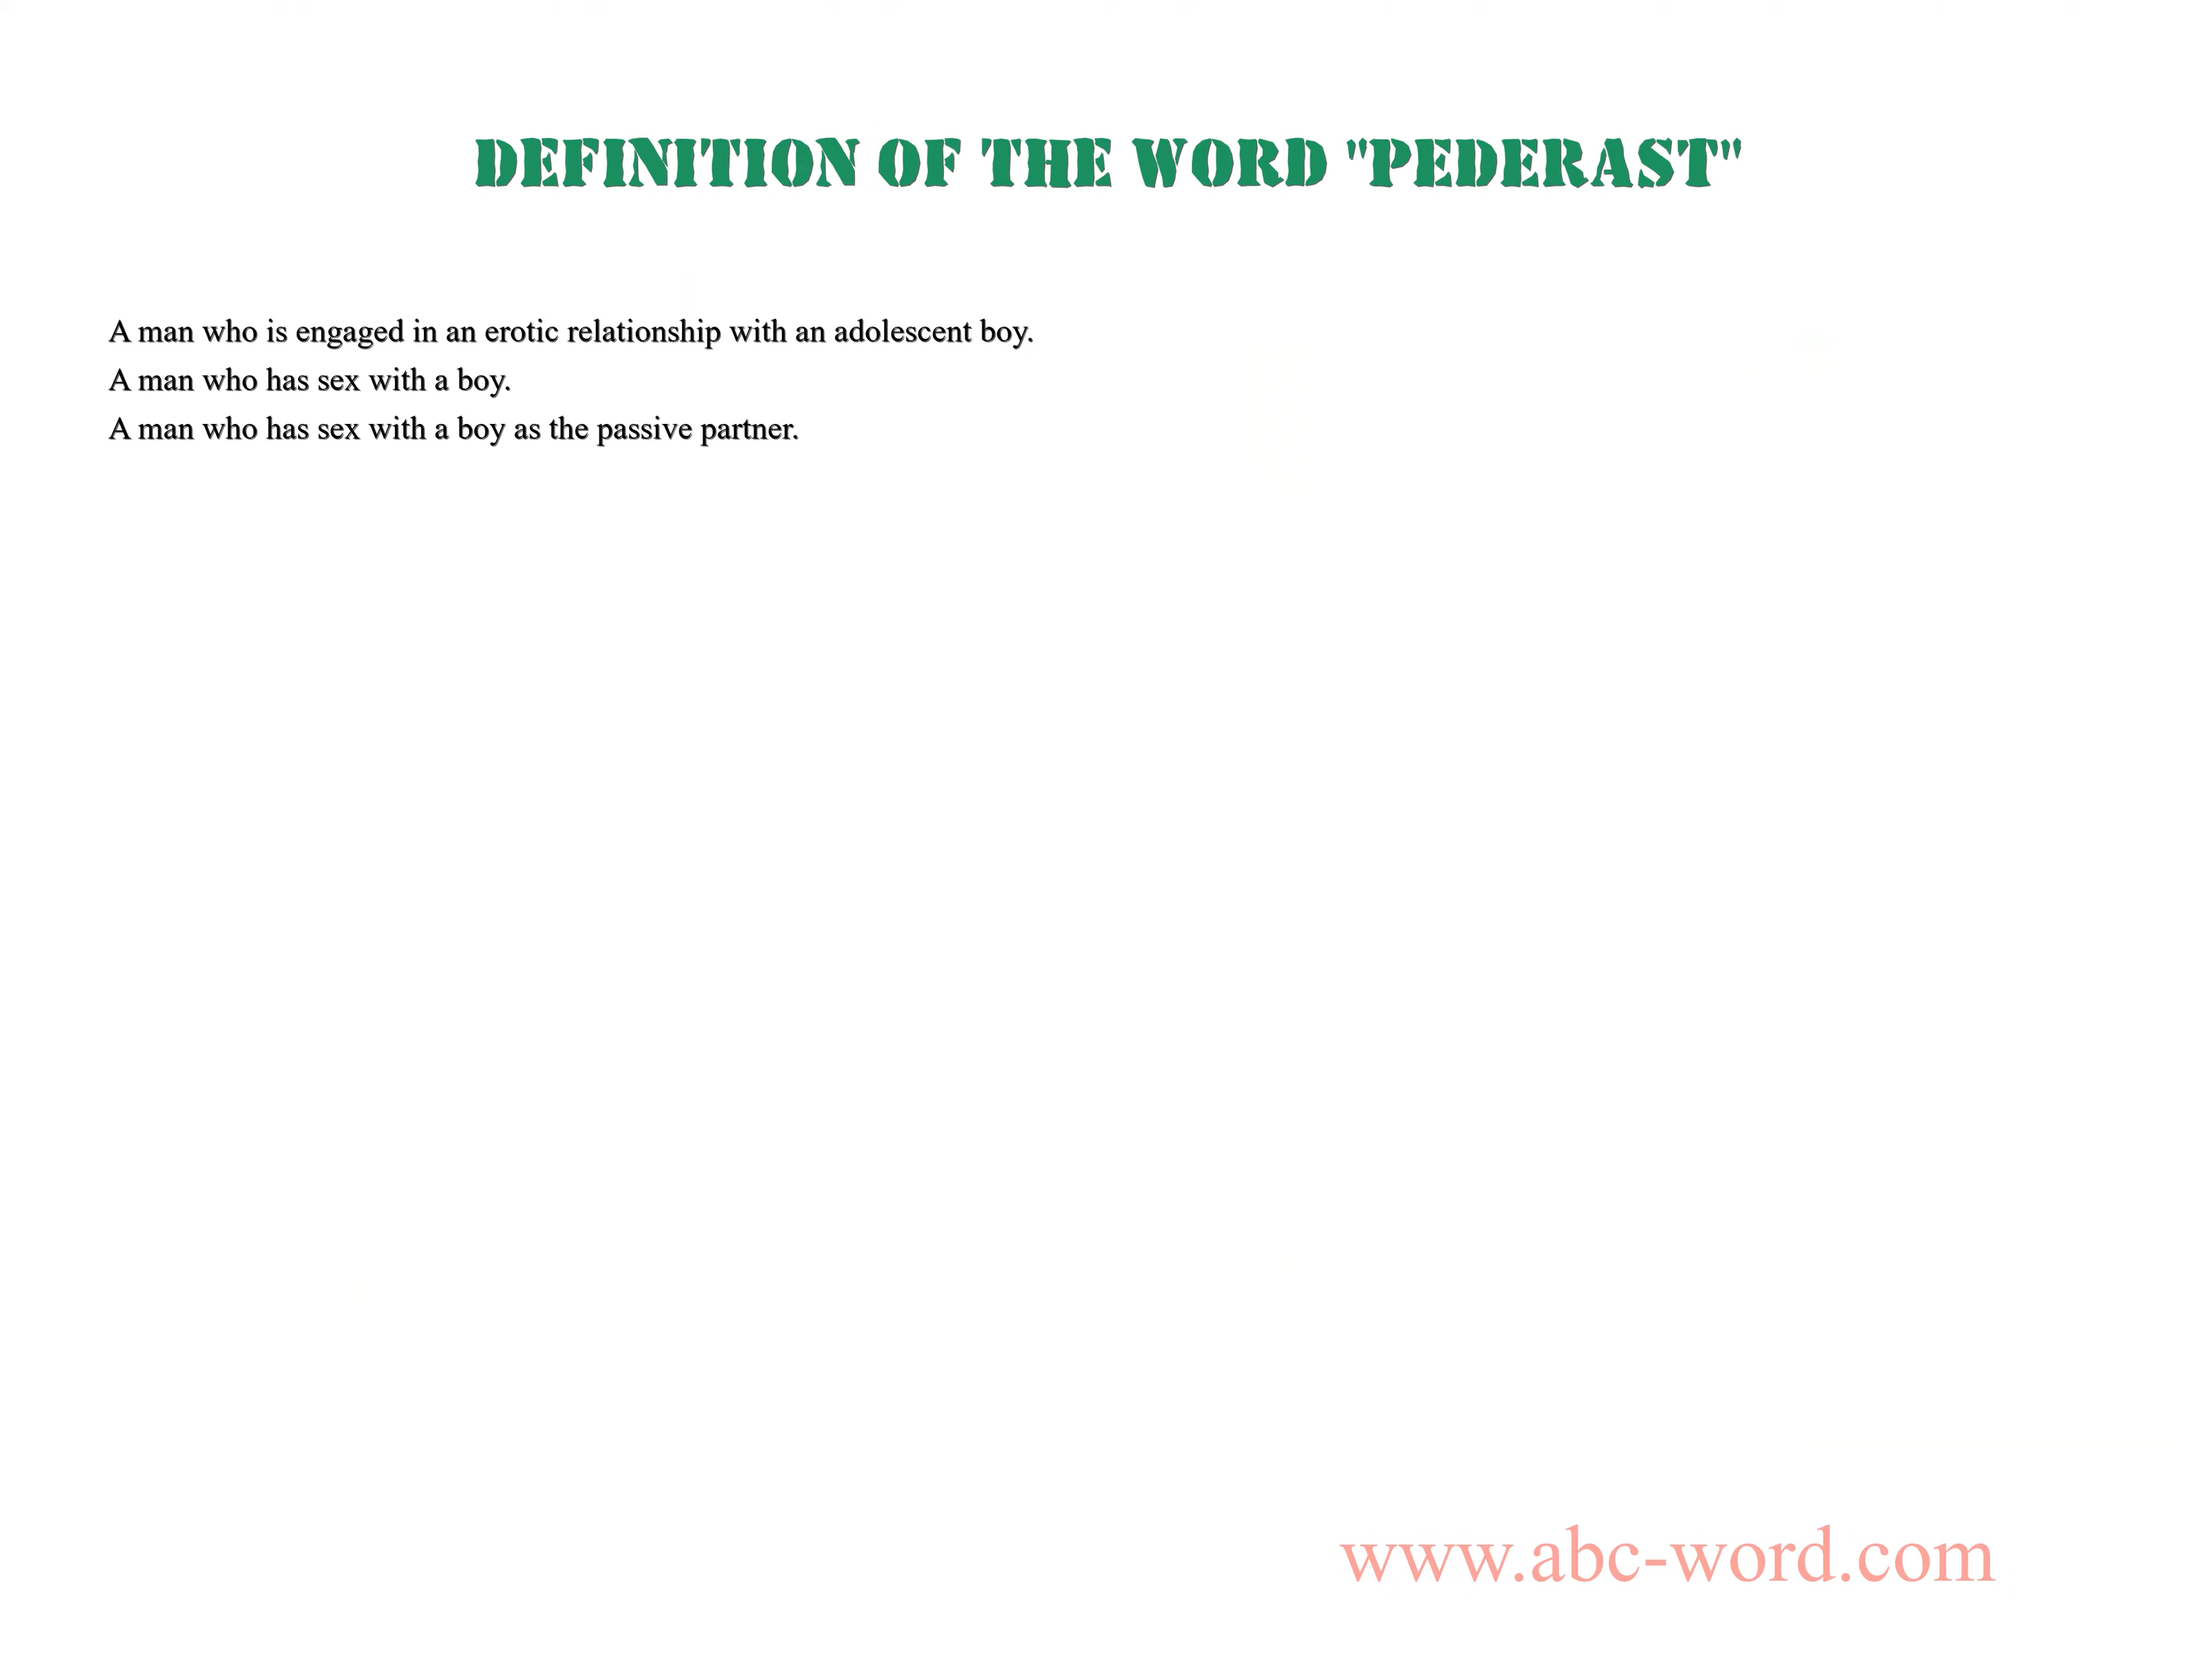 DEFINITION OF THE WORD "PEDERAST"
A man who is engaged in an erotic relationship with an adolescent boy.
A man who has sex with a boy.
A man who has sex with a boy as the passive partner.
www.abc-word.com